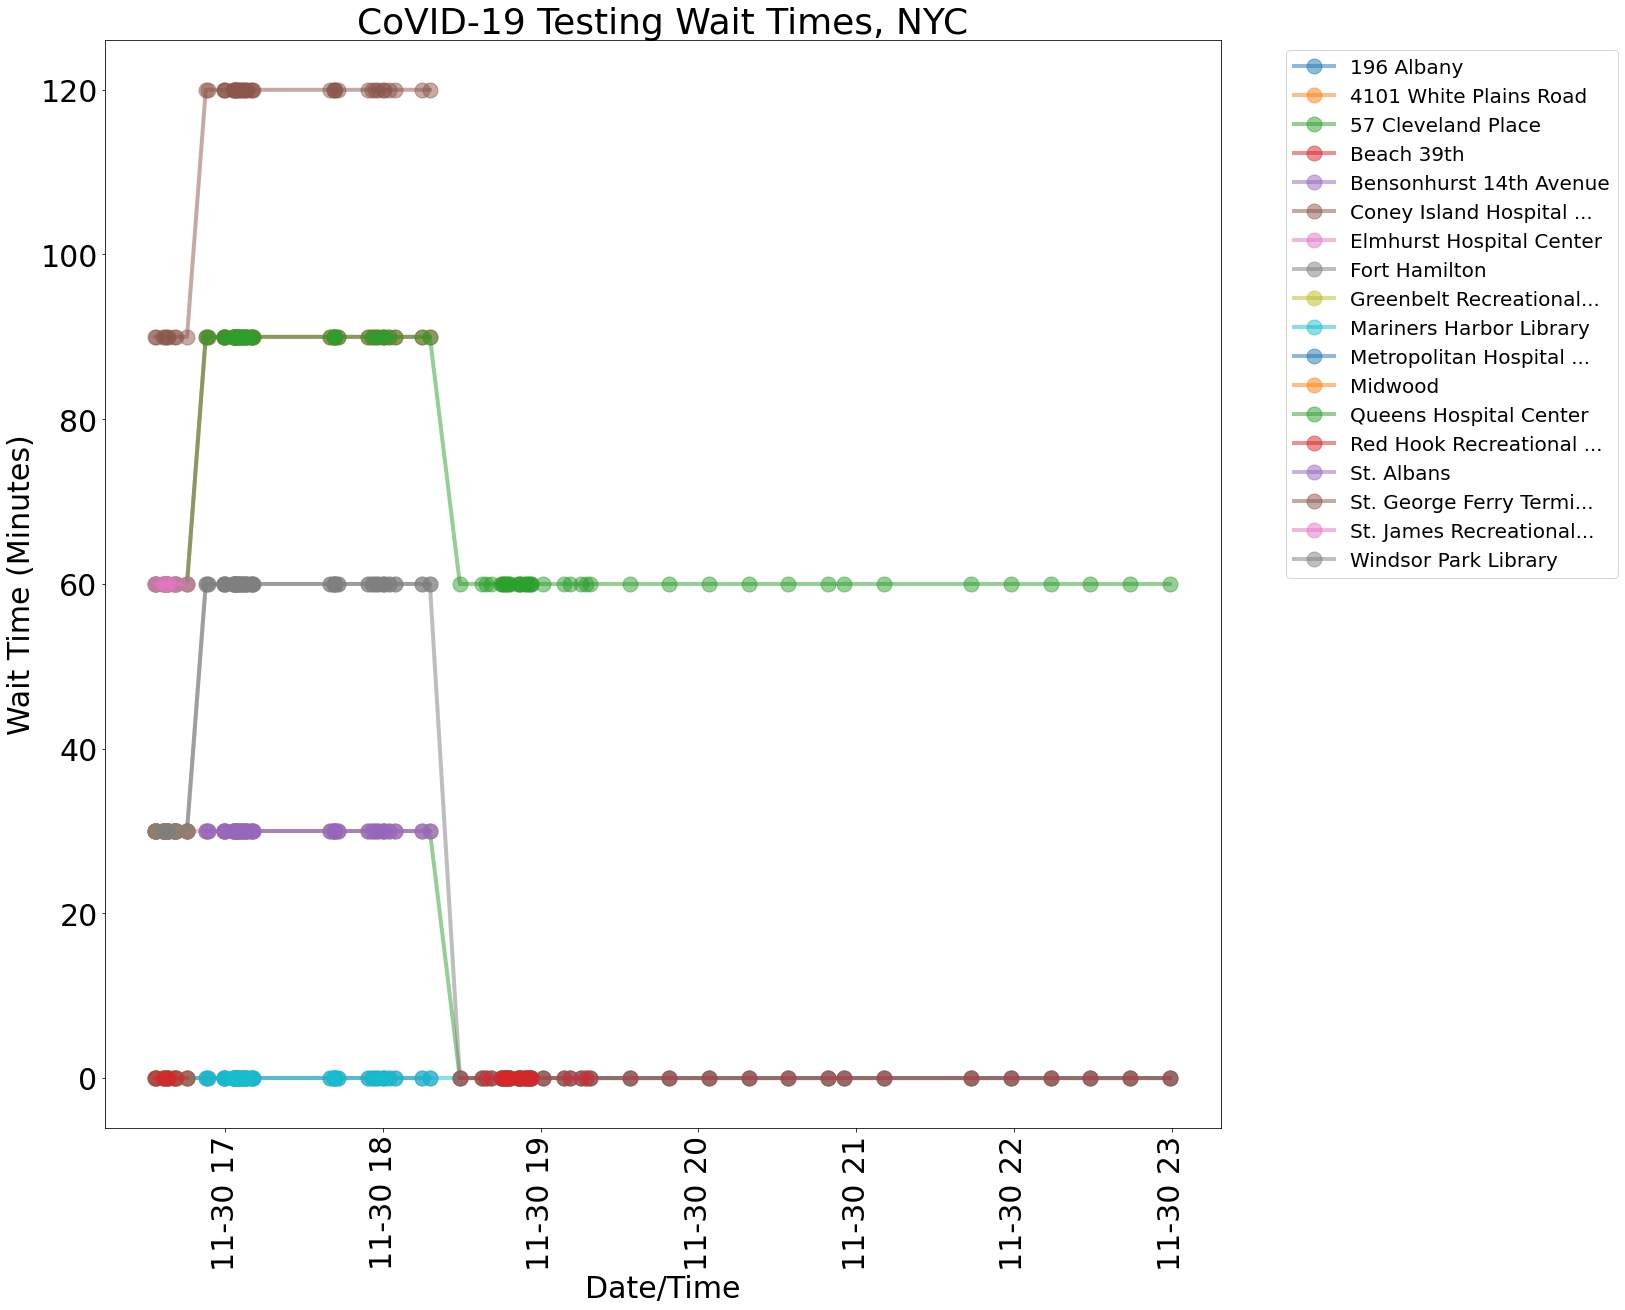 CoVID-19 Testing Wait Times, NYC
120
100
80
60
40
20
0
Wait Time (Minutes)
11-30 17
11-30 18
11-30 19
11-30 20
11-30 21
11-30 22
11-30 23
Date/Time
196 Albany
4101 White Plains Road
57 Cleveland Place
Beach 39th
Bensonhurst 14th Avenue
Coney Island Hospital ...
Elmhurst Hospital Center
Fort Hamilton
Greenbelt Recreational...
Mariners Harbor Library
Metropolitan Hospital ...
Midwood
Queens Hospital Center
Red Hook Recreational ...
St. Albans
St. George Ferry Termi...
St. James Recreational...
Windsor Park Library